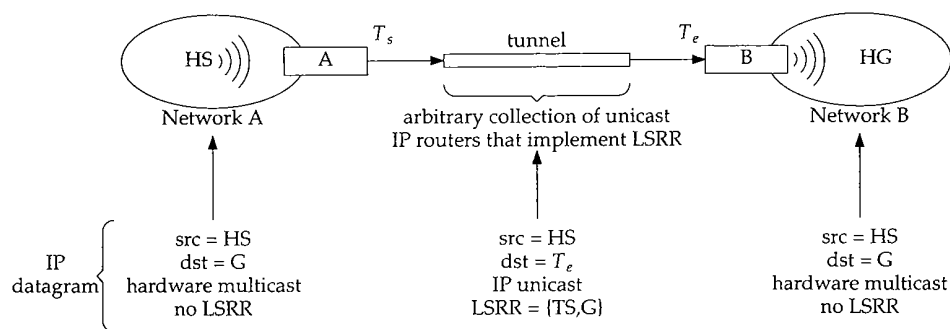 T_s
tunnel
T_e
HS
A
B
HG
Network A
arbitrary collection of unicast
IP routers that implement LSRR
Network B
IP
datagram
src = HS
dst = G
hardware multicast
no LSRR
src = HS
dst = T_e
IP unicast
LSRR = {TS,G}
src = HS
dst = G
hardware multicast
no LSRR